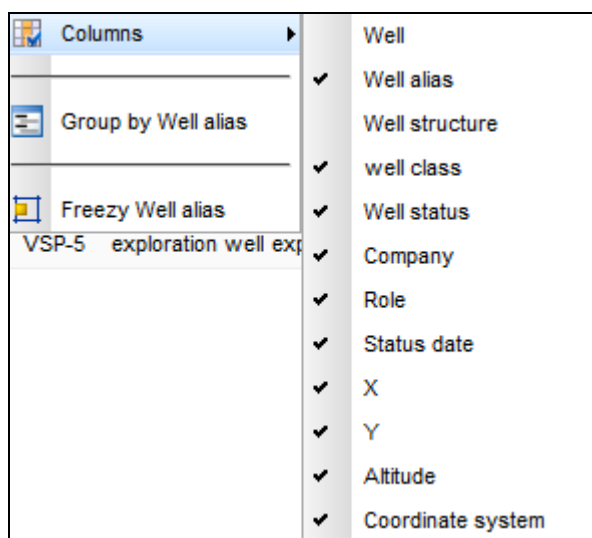 Columns
Group by Well alias
Freezy Well alias
VSP-5 exploration well exp
Well
Well alias
Well structure
well class
Well status
Company
Role
Status date
X
Y
Altitude
Coordinate system